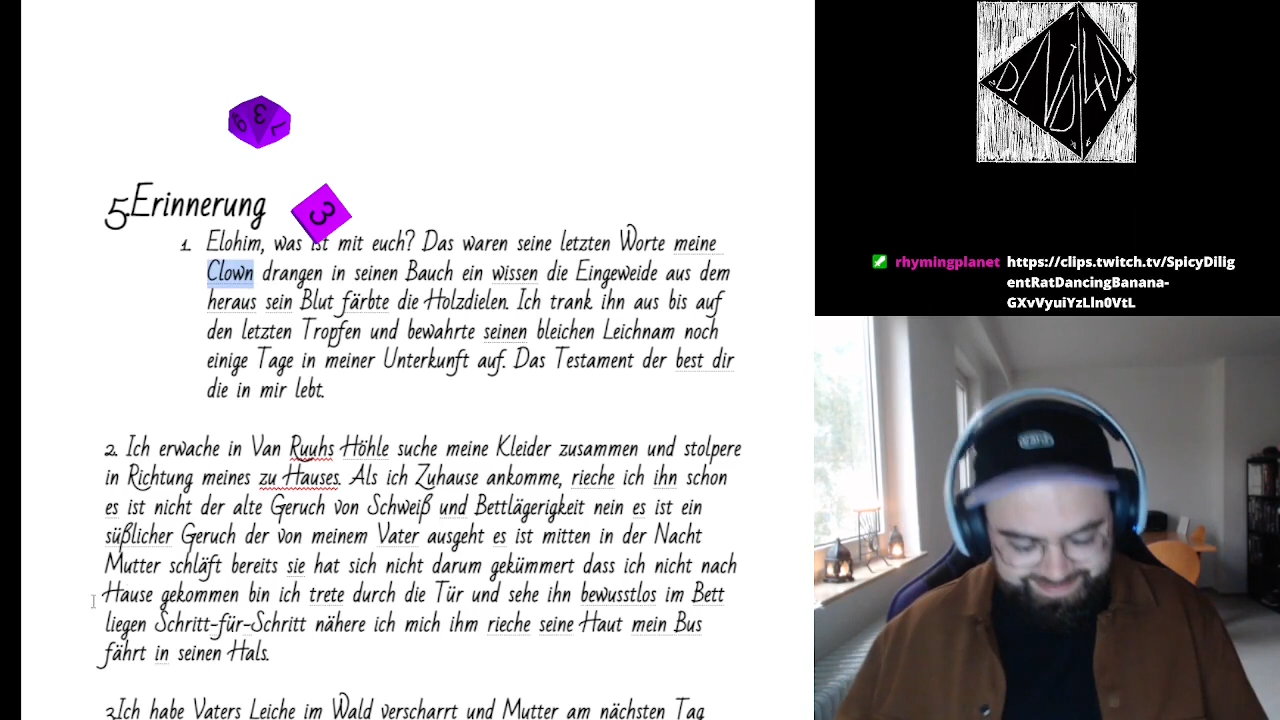 5.Erinnerung
1. Elohim, was ist mit euch? Das waren seine letzten Worte meine
Clown drangen in seinen Bauch ein wissen die Eingeweide aus dem
heraus sein Blut färbte die Holzdielen. Ich trank ihn aus bis auf
den letzten Tropfen und bewahrte seinen bleichen Leichnam noch
einige Tage in meiner Unterkunft auf. Das Testament der best dir
die in mir lebt.
2. Ich erwache in Van Ruuhs Höhle suche meine Kleider zusammen und stolpere
in Richtung meines zu Hauses. Als ich Zuhause ankomme, rieche ich ihn schon
es ist nicht der alte Geruch von Schweiß und Bettlägerigkeit nein es ist ein
süßlicher Geruch der von meinem Vater ausgeht es ist mitten in der Nacht
Mutter schläft bereits sie hat sich nicht darum gekümmert dass ich nicht nach
Hause gekommen bin ich trete durch die Tür und sehe ihn bewusstlos im Bett
liegen Schritt-für-Schritt nähere ich mich ihm rieche seine Haut mein Bus
fährt in seinen Hals.
3Ich habe Vaters Leiche im Wald verscharrt und Mutter am nächsten Tag
3
3
rhymingplanet https://clips.twitch.tv/SpicyDilig
entRatDancingBanana-
GXvVyuiYzLln0VtL